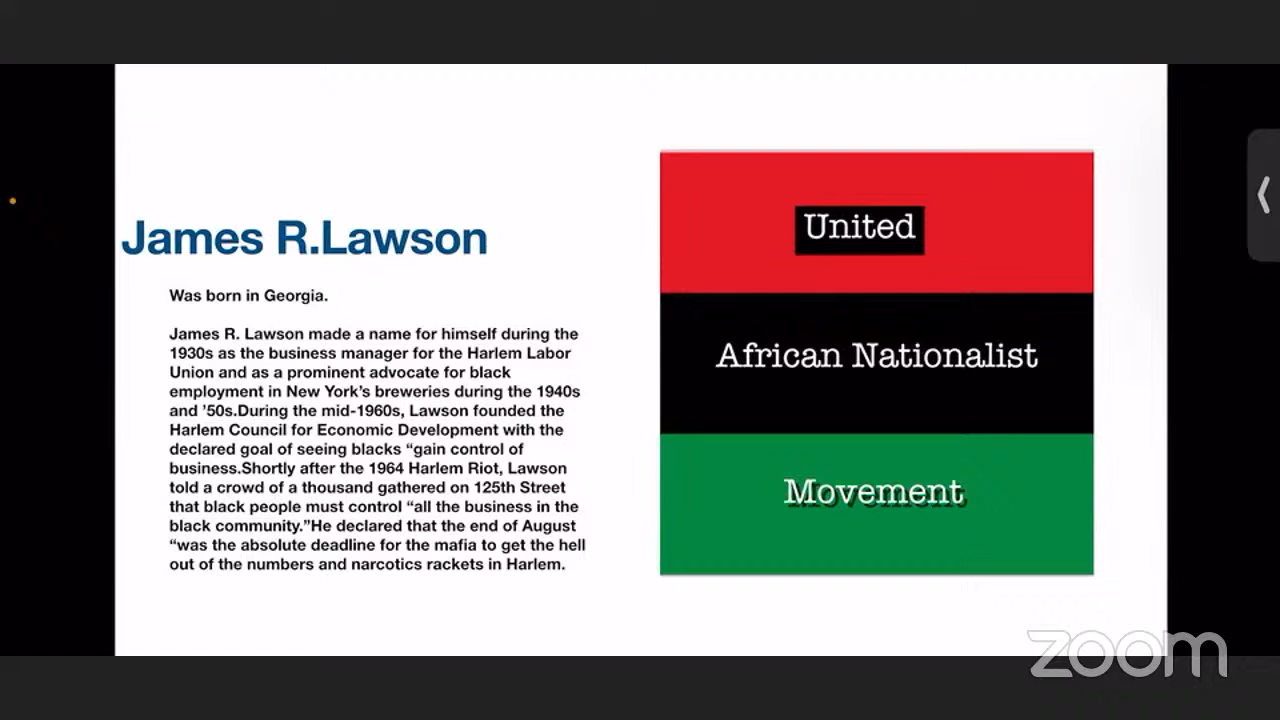 James R.Lawson
Was born in Georgia.
James R. Lawson made a name for himself during the
1930s as the business manager for the Harlem Labor
Union and as a prominent advocate for black
employment in New York’s breweries during the 1940s
and ’50s.During the mid-1960s, Lawson founded the
Harlem Council for Economic Development with the
declared goal of seeing blacks “gain control of
business.Shortly after the 1964 Harlem Riot, Lawson
told a crowd of a thousand gathered on 125th Street
that black people must control “all the business in the
black community.”He declared that the end of August
“was the absolute deadline for the mafia to get the hell
out of the numbers and narcotics rackets in Harlem.
United
African Nationalist
Movement
zoom